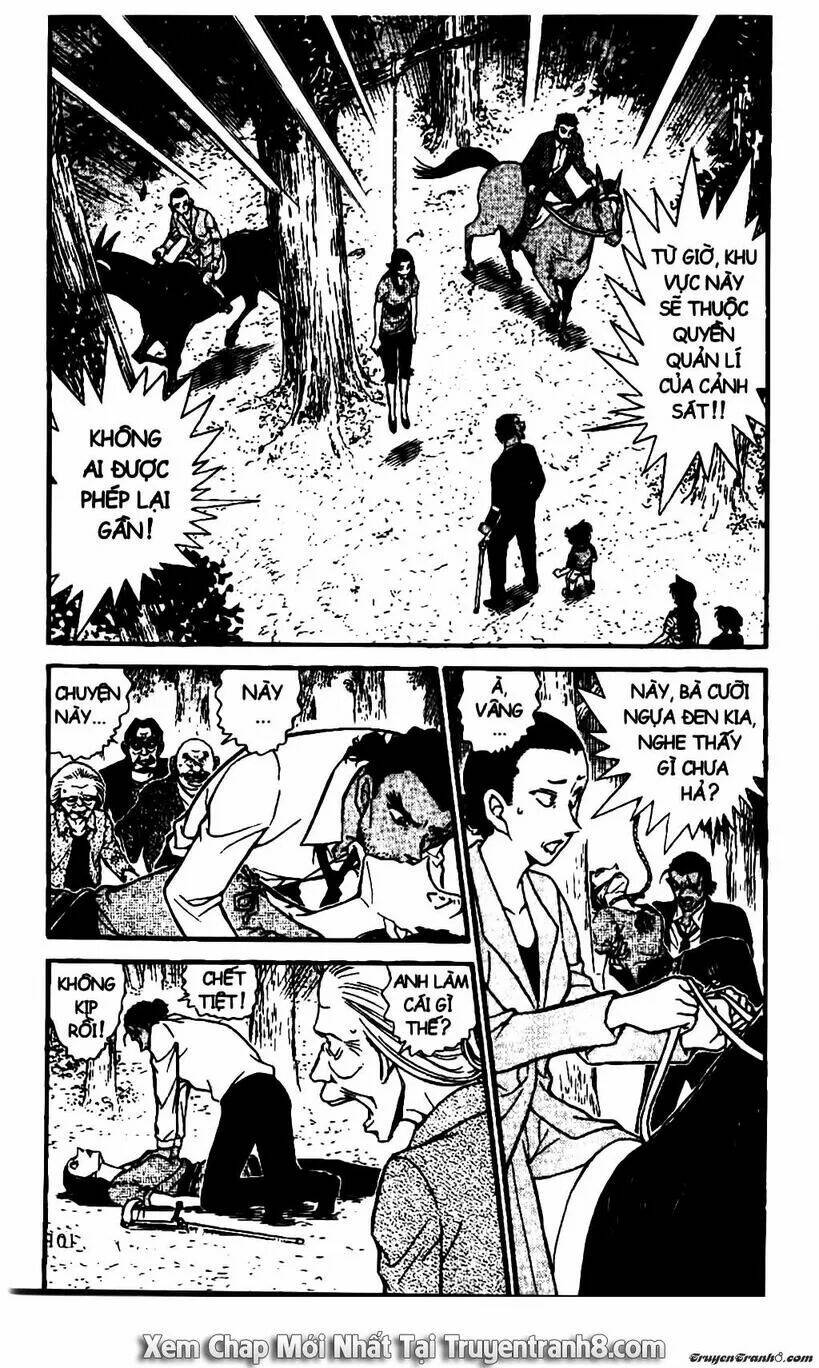 TỪ GIỜ, KHU
VỰC NÀY
SẼ THUỘC
QUYỀN
QUẢN LÍ
CỦA CẢNH
SÁT!!
KHÔNG
AI ĐƯỢC
PHÉP LẠI
GẦN!
CHUYỆN
NÀY...
NÀY
...
À,
VÂNG
...
NÀY, BÀ CƯỠI
NGỰA ĐEN KIA,
NGHE THẤY
GÌ CHƯA
HẢ?
KHÔNG
KỊP
RỒI!
CHẾT
TIỆT!
ANH LÀM
CÁI GÌ
THẾ?
Xem Chap Mới Nhất Tại Truyentranh8.com
TruyenTranh8.com